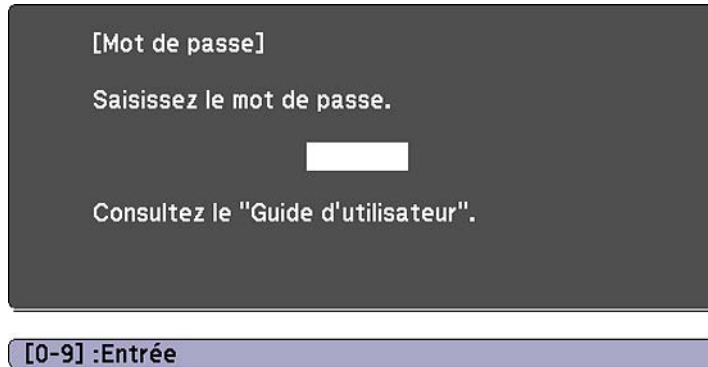 [Mot de passe]
Saisissez le mot de passe.
Consultez le "Guide d'utilisateur".
[0-9] :Entrée